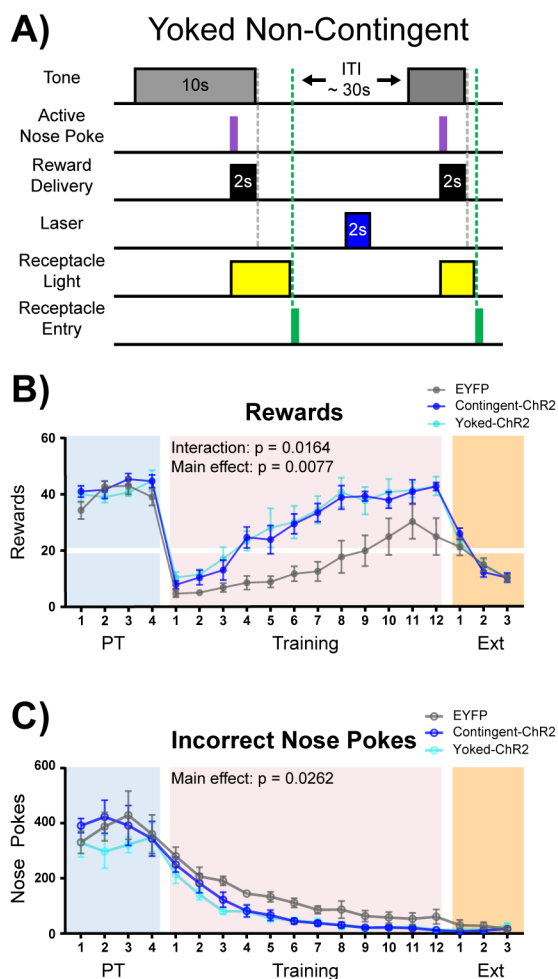 A) Yoked Non-Contingent
Tone
10s
ITI
~ 30s
Active
Nose Poke
Reward
Delivery
2s
2s
Laser
2s
Receptacle
Light
Receptacle
Entry
B)
Rewards
EYFP
Contingent-ChR2
Yoked-ChR2
Interaction: p = 0.0164
Main effect: p = 0.0077
Rewards
60
40
20
0
1 2 3 4 1 2 3 4 5 6 7 8 9 10 11 12 1 2 3
PT Training Ext
C)
Incorrect Nose Pokes
EYFP
Contingent-ChR2
Yoked-ChR2
Main effect: p = 0.0262
Nose Pokes
600
400
200
0
1 2 3 4 1 2 3 4 5 6 7 8 9 10 11 12 1 2 3
PT Training Ext